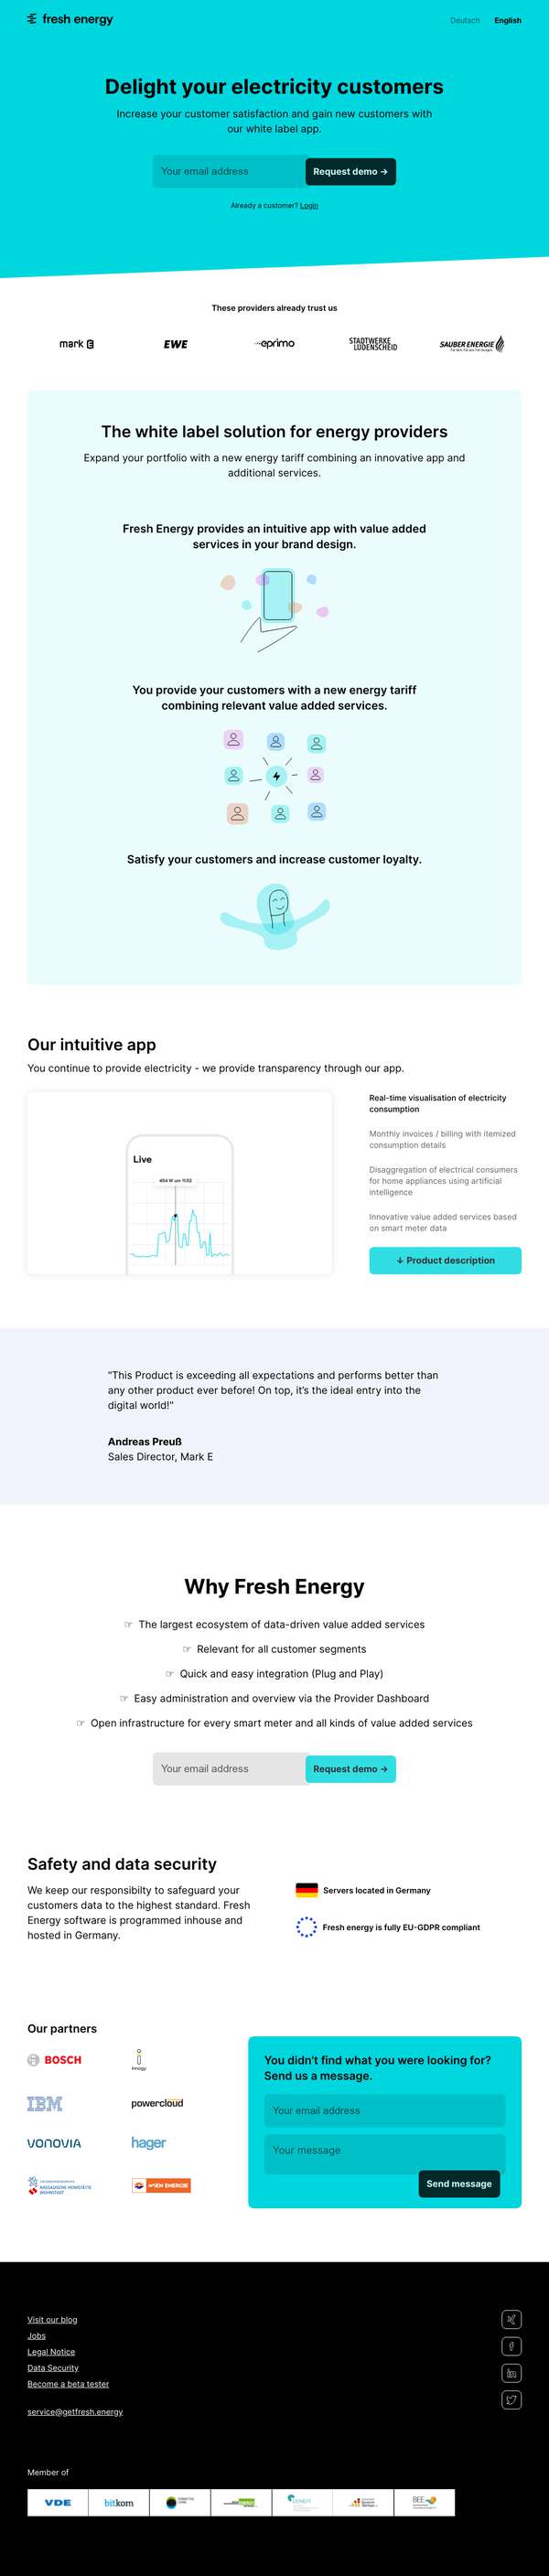 fresh energy
Deutsch English
Delight your electricity customers
Increase your customer satisfaction and gain new customers with
our white label app.
Your email address
Request demo →
Already a customer? Login
These providers already trust us
mark E
EWE
eprimo
STADTWERKE
LÜDENSCHEID
SAUBER ENERGIE
The white label solution for energy providers
Expand your portfolio with a new energy tariff combining an innovative app and
additional services.
Fresh Energy provides an intuitive app with value added
services in your brand design.
You provide your customers with a new energy tariff
combining relevant value added services.
Satisfy your customers and increase customer loyalty.
Our intuitive app
You continue to provide electricity - we provide transparency through our app.
Live
454 W um 11:02
Real-time visualisation of electricity
consumption
Monthly invoices / billing with itemized
consumption details
Disaggregation of electrical consumers
for home appliances using artificial
intelligence
Innovative value added services based
on smart meter data
↓ Product description
"This Product is exceeding all expectations and performs better than
any other product ever before! On top, it's the ideal entry into the
digital world!"
Andreas Preuß
Sales Director, Mark E
Why Fresh Energy
☞ The largest ecosystem of data-driven value added services
☞ Relevant for all customer segments
☞ Quick and easy integration (Plug and Play)
☞ Easy administration and overview via the Provider Dashboard
☞ Open infrastructure for every smart meter and all kinds of value added services
Your email address
Request demo →
Safety and data security
We keep our responsibilty to safeguard your
customers data to the highest standard. Fresh
Energy software is programmed inhouse and
hosted in Germany.
Servers located in Germany
Fresh energy is fully EU-GDPR compliant
Our partners
BOSCH
innogy
IBM
powercloud
VONOVIA
hager
NASSAUISCHE HEIMSTÄTTE
WOHNSTADT
You didn't find what you were looking for?
Send us a message.
Your email address
Your message
Send message
Visit our blog
Jobs
Legal Notice
Data Security
Become a beta tester
service@getfresh.energy
Member of
VDE
bitkom
BEE